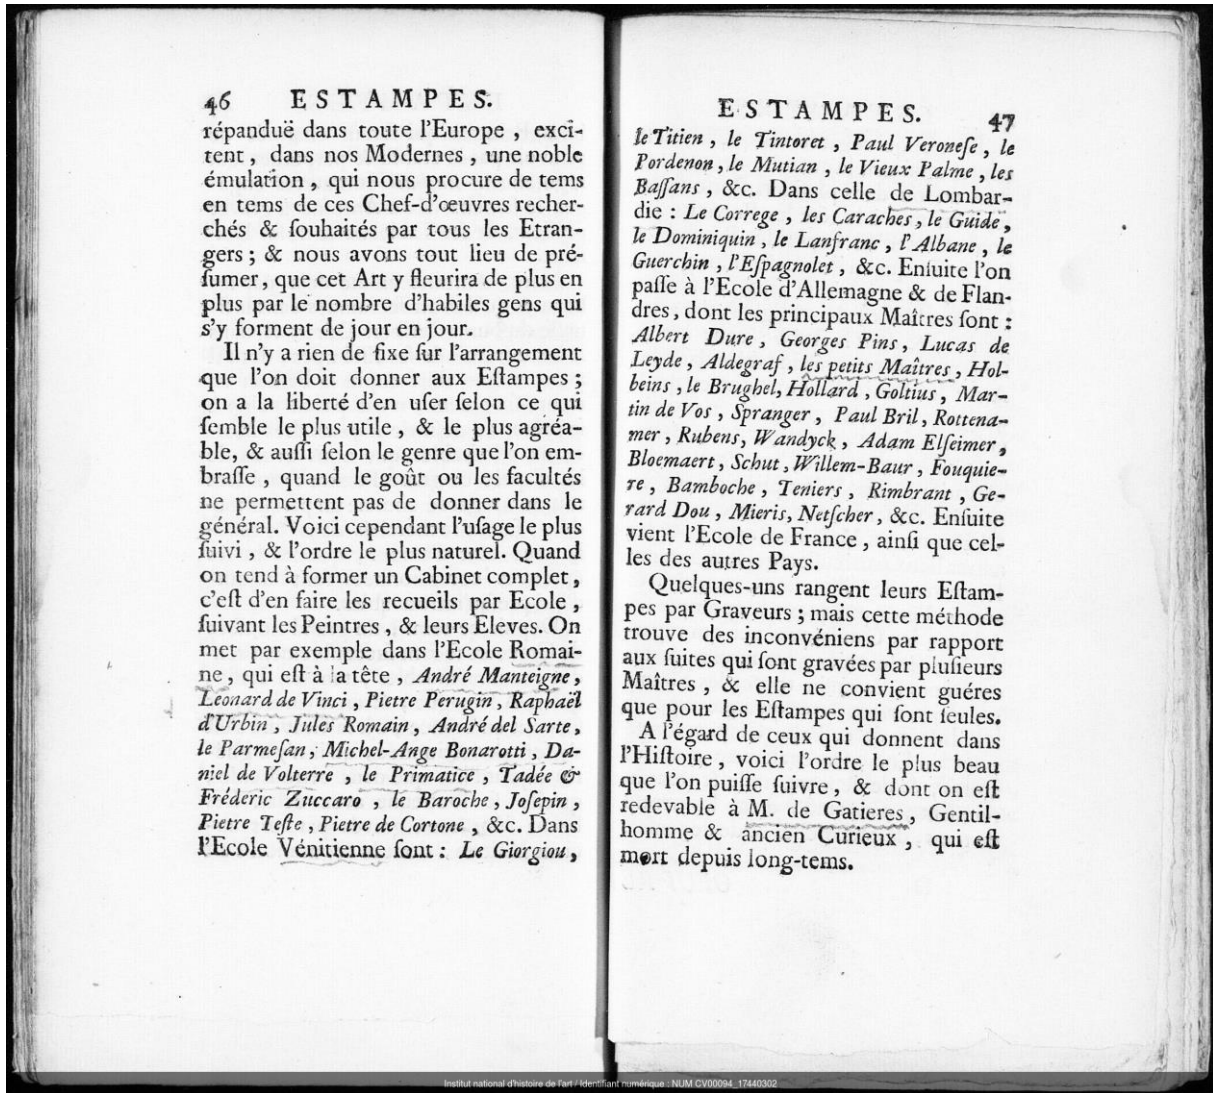 46 ESTAMPES.
répanduë dans toute l'Europe, exci-
tent, dans nos Modernes, une noble
émulation, qui nous procure de tems
en tems de ces Chef-d'œuvres recher-
chés & ſouhaités par tous les Etran-
gers; & nous avons tout lieu de pré-
ſumer, que cet Art y fleurira de plus en
plus par le nombre d'habiles gens qui
s'y forment de jour en jour.
Il n'y a rien de fixe ſur l'arrangement
que l'on doit donner aux Eſtampes;
on a la liberté d'en uſer ſelon ce qui
ſemble le plus utile, & le plus agréa-
ble, & auſſi ſelon le genre que l'on em-
braſſe, quand le goût ou les facultés
ne permettent pas de donner dans le
général. Voici cependant l'uſage le plus
ſuivi, & l'ordre le plus naturel. Quand
on tend à former un Cabinet complet,
c'eſt d'en faire les recueils par Ecole,
ſuivant les Peintres, & leurs Eleves. On
met par exemple dans l'Ecole Romai-
ne, qui eſt à la tête, André Manteigne,
Leonard de Vinci, Pietre Perugin, Raphaël
d'Urbin, Jules Romain, André del Sarte,
le Parmeſan, Michel-Ange Bonarotti, Da-
niel de Volterre, le Primatice, Tadée &
Fréderic Zuccaro, le Baroche, Joſepin,
Pietre Teſte, Pietre de Cortone, &c. Dans
l'Ecole Vénitienne ſont: Le Giorgiou,
ESTAMPES. 47
le Titien, le Tintoret, Paul Veroneſe, le
Pordenon, le Mutian, le Vieux Palme, les
Baſſans, &c. Dans celle de Lombar-
die: Le Correge, les Caraches, le Guide,
le Dominiquin, le Lanfranc, l'Albane, le
Guerchin, l'Eſpagnolet, &c. Enſuite l'on
paſſe à l'Ecole d'Allemagne & de Flan-
dres, dont les principaux Maîtres ſont:
Albert Dure, Georges Pins, Lucas de
Leyde, Aldegraf, les petits Maîtres, Hol-
beins, le Brughel, Hollard, Goltius, Mar-
tin de Vos, Spranger, Paul Bril, Rottena-
mer, Rubens, Wandyck, Adam Elſeimer,
Bloemaert, Schut, Willem-Baur, Fouquie-
re, Bamboche, Teniers, Rimbrant, Ge-
rard Dou, Mieris, Netſcher, &c. Enſuite
vient l'Ecole de France, ainſi que cel-
les des autres Pays.
Quelques-uns rangent leurs Eſtam-
pes par Graveurs; mais cette méthode
trouve des inconvéniens par rapport
aux ſuites qui ſont gravées par pluſieurs
Maîtres, & elle ne convient guéres
que pour les Eſtampes qui ſont ſeules.
A l'égard de ceux qui donnent dans
l'Hiſtoire, voici l'ordre le plus beau
que l'on puiſſe ſuivre, & dont on eſt
redevable à M. de Gatieres, Gentil-
homme & ancien Curieux, qui eſt
mort depuis long-tems.
Institut national d'histoire de l'art / Identifiant numérique : NUM CV00094_17440302